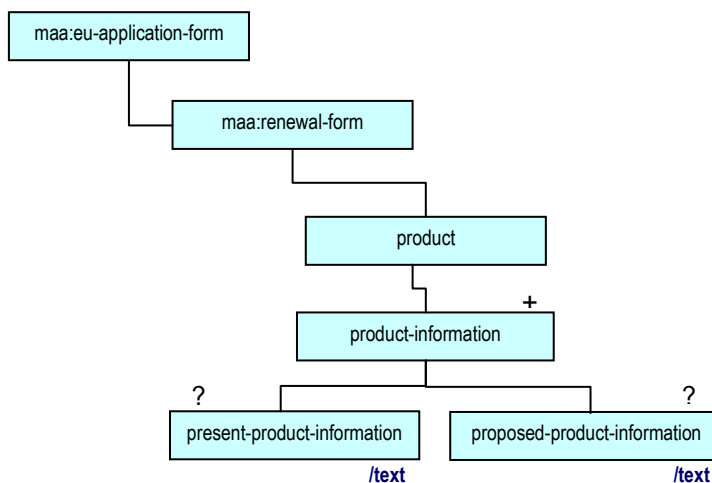 maa:eu-application-form
maa:renewal-form
product
+
product-information
? ?
present-product-information proposed-product-information
/text /text